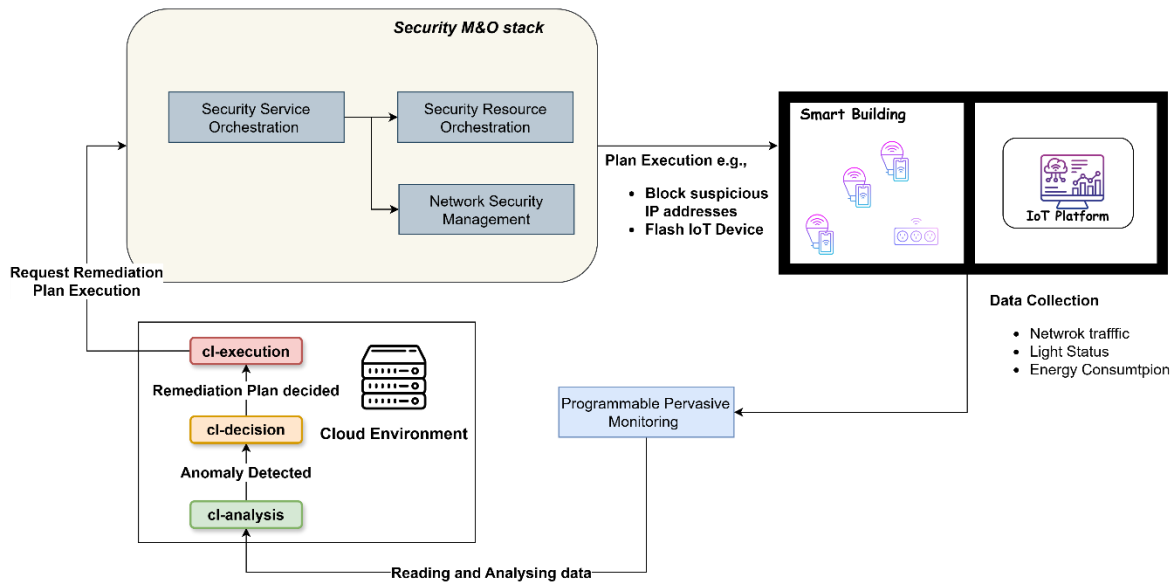 Security M&O stack
Security Service
Orchestration
Security Resource
Orchestration
Network Security
Management
Plan Execution e.g.,
Block suspicious
IP addresses
Flash IoT Device
Smart Building
IoT Platform
Request Remediation
Plan Execution
Data Collection
Netwrok trafffic
Light Status
Energy Consumtpion
cl-execution
Remediation Plan decided
cl-decision
Cloud Environment
Anomaly Detected
cl-analysis
Programmable Pervasive
Monitoring
Reading and Analysing data